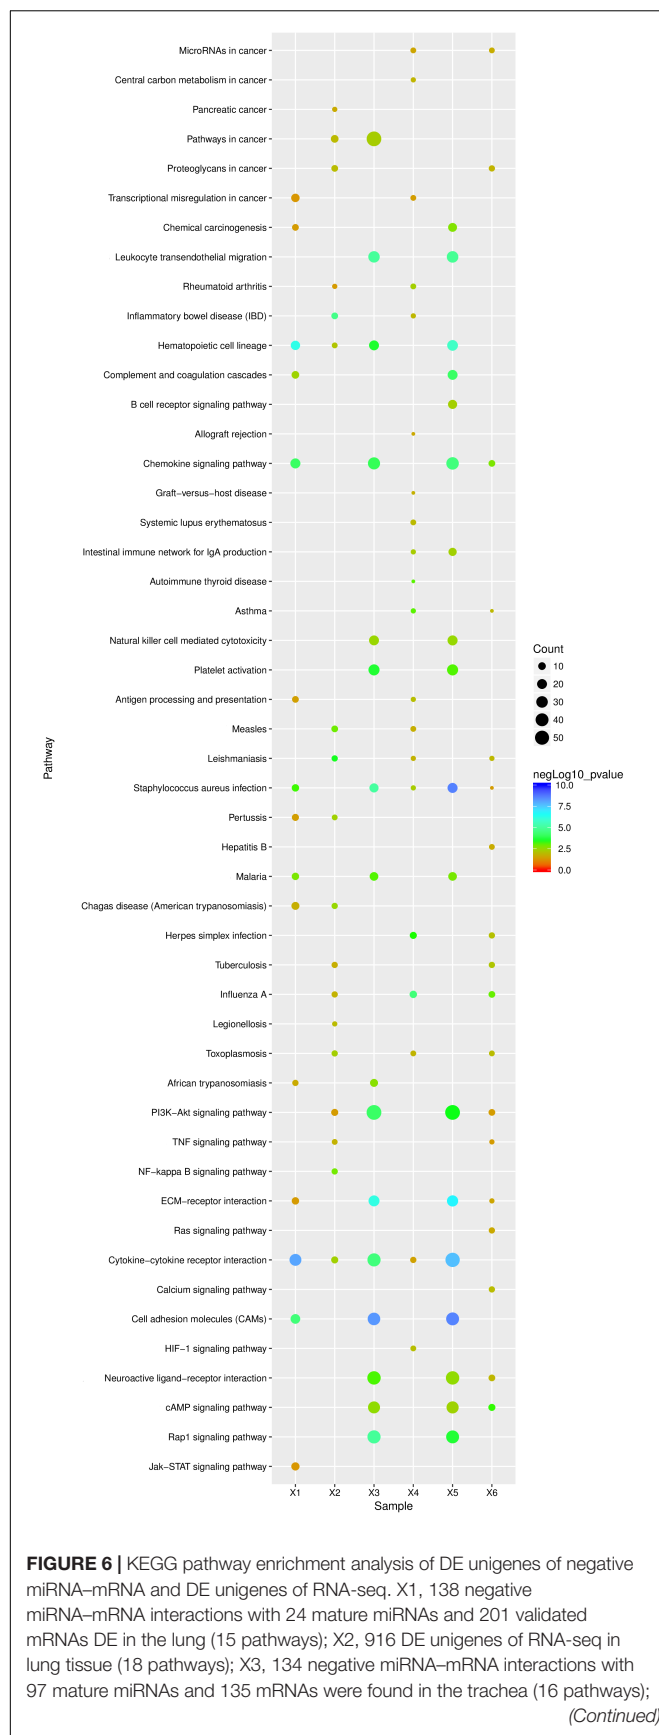 MicroRNAs in cancer
Central carbon metabolism in cancer
Pancreatic cancer
Pathways in cancer
Proteoglycans in cancer
Transcriptional misregulation in cancer
Chemical carcinogenesis
Leukocyte transendothelial migration
Rheumatoid arthritis
Inflammatory bowel disease (IBD)
Hematopoietic cell lineage
Complement and coagulation cascades
B cell receptor signaling pathway
Allograft rejection
Chemokine signaling pathway
Graft−versus−host disease
Systemic lupus erythematosus
Intestinal immune network for IgA production
Autoimmune thyroid disease
Asthma
Natural killer cell mediated cytotoxicity
Platelet activation
Antigen processing and presentation
Measles
Leishmaniasis
Staphylococcus aureus infection
Pertussis
Hepatitis B
Malaria
Chagas disease (American trypanosomiasis)
Herpes simplex infection
Tuberculosis
Influenza A
Legionellosis
Toxoplasmosis
African trypanosomiasis
PI3K−Akt signaling pathway
TNF signaling pathway
NF−kappa B signaling pathway
ECM−receptor interaction
Ras signaling pathway
Cytokine−cytokine receptor interaction
Calcium signaling pathway
Cell adhesion molecules (CAMs)
HIF−1 signaling pathway
Neuroactive ligand−receptor interaction
cAMP signaling pathway
Rap1 signaling pathway
Jak−STAT signaling pathway
Pathway
X1 X2 X3 X4 X5 X6
Sample
Count
10
20
30
40
50
negLog10_pvalue
10.0
7.5
5.0
2.5
0.0
FIGURE 6 | KEGG pathway enrichment analysis of DE unigenes of negative
miRNA–mRNA and DE unigenes of RNA-seq. X1, 138 negative
miRNA–mRNA interactions with 24 mature miRNAs and 201 validated
mRNAs DE in the lung (15 pathways); X2, 916 DE unigenes of RNA-seq in
lung tissue (18 pathways); X3, 134 negative miRNA–mRNA interactions with
97 mature miRNAs and 135 mRNAs were found in the trachea (16 pathways);
(Continued)